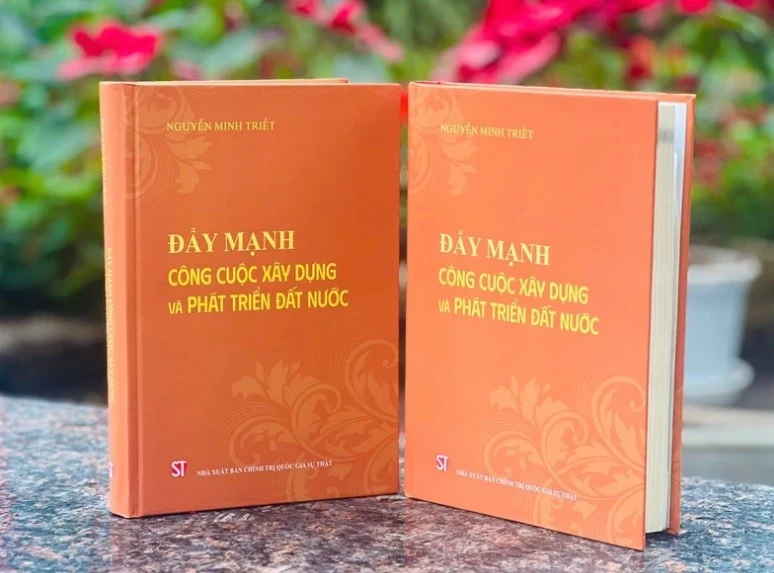 NGUYỄN MINH TRIẾT
ĐẨY MẠNH
CÔNG CUỘC XÂY DỰNG
VÀ PHÁT TRIỂN ĐẤT NƯỚC
ST
NHÀ XUẤT BẢN CHÍNH TRỊ QUỐC GIA SỰ THẬT
NGUYỄN MINH TRIẾT
ĐẨY MẠNH
CÔNG CUỘC XÂY DỰNG
VÀ PHÁT TRIỂN ĐẤT NƯỚC
ST
NHÀ XUẤT BẢN CHÍNH TRỊ QUỐC GIA SỰ THẬT